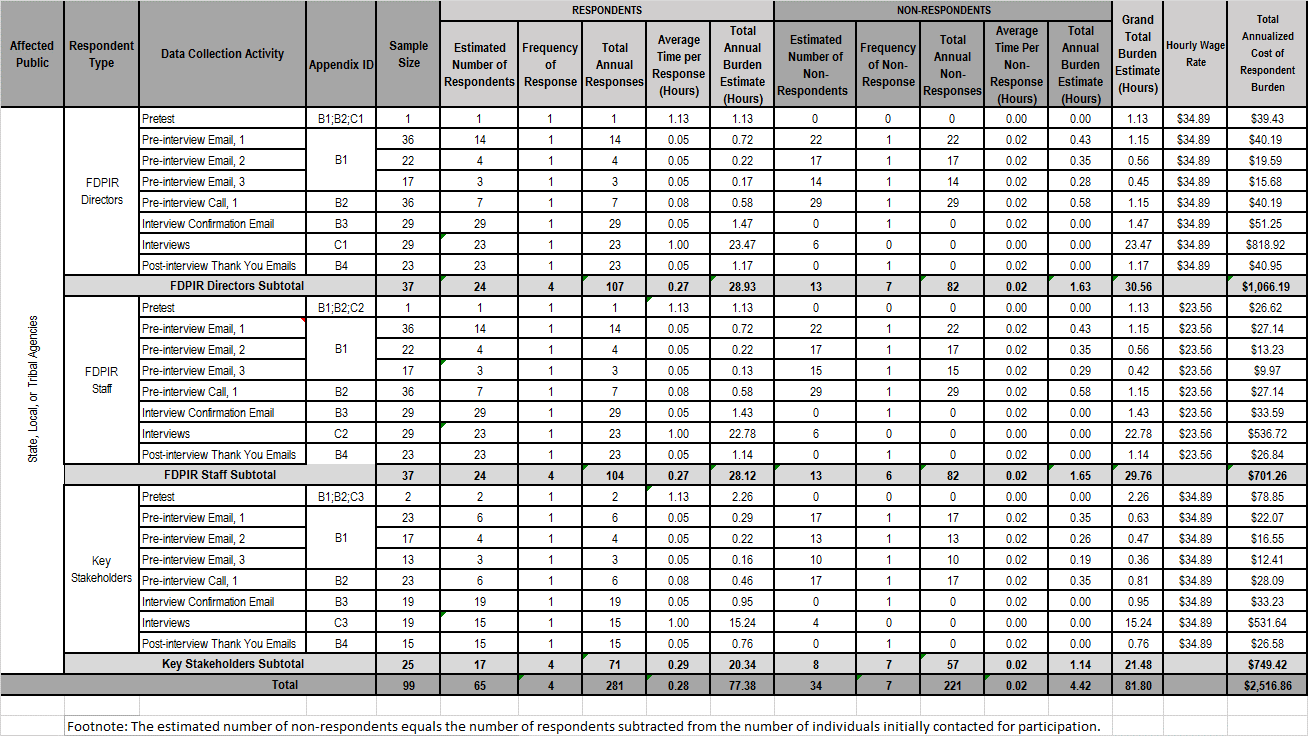 RESPONDENTS NON-RESPONDENTS
Affected Public Respondent Type Data Collection Activity Appendix ID Sample Size Estimated Number of Respondents Frequency of Response Total Annual Responses Average Time per Response (Hours) Total Annual Burden Estimate (Hours) Estimated Number of Non-Respondents Frequency of Non-Response Total Annual Non-Responses Average Time Per Non-Response (Hours) Total Annual Burden Estimate (Hours) Grand Total Burden Estimate (Hours) Hourly Wage Rate Total Annualized Cost of Respondent Burden
State, Local, or Tribal Agencies
FDPIR Directors
Pretest B1;B2;C1 1 1 1 1 1.13 1.13 0 0 0 0.00 0.00 1.13 $34.89 $39.43
Pre-interview Email, 1 B1 36 14 1 14 0.05 0.72 22 1 22 0.02 0.43 1.15 $34.89 $40.19
Pre-interview Email, 2 22 4 1 4 0.05 0.22 17 1 17 0.02 0.35 0.56 $34.89 $19.59
Pre-interview Email, 3 17 3 1 3 0.05 0.17 14 1 14 0.02 0.28 0.45 $34.89 $15.68
Pre-interview Call, 1 B2 36 7 1 7 0.08 0.58 29 1 29 0.02 0.58 1.15 $34.89 $40.19
Interview Confirmation Email B3 29 29 1 29 0.05 1.47 0 1 0 0.02 0.00 1.47 $34.89 $51.25
Interviews C1 29 23 1 23 1.00 23.47 6 0 0 0.00 0.00 23.47 $34.89 $818.92
Post-interview Thank You Emails B4 23 23 1 23 0.05 1.17 0 1 0 0.02 0.00 1.17 $34.89 $40.95
FDPIR Directors Subtotal 37 24 4 107 0.27 28.93 13 7 82 0.02 1.63 30.56 $1,066.19
FDPIR Staff
Pretest B1;B2;C2 1 1 1 1 1.13 1.13 0 0 0 0.00 0.00 1.13 $23.56 $26.62
Pre-interview Email, 1 B1 36 14 1 14 0.05 0.72 22 1 22 0.02 0.43 1.15 $23.56 $27.14
Pre-interview Email, 2 22 4 1 4 0.05 0.22 17 1 17 0.02 0.35 0.56 $23.56 $13.23
Pre-interview Email, 3 17 3 1 3 0.05 0.13 15 1 15 0.02 0.29 0.42 $23.56 $9.97
Pre-interview Call, 1 B2 36 7 1 7 0.08 0.58 29 1 29 0.02 0.58 1.15 $23.56 $27.14
Interview Confirmation Email B3 29 29 1 29 0.05 1.43 0 1 0 0.02 0.00 1.43 $23.56 $33.59
Interviews C2 29 23 1 23 1.00 22.78 6 0 0 0.00 0.00 22.78 $23.56 $536.72
Post-interview Thank You Emails B4 23 23 1 23 0.05 1.14 0 1 0 0.02 0.00 1.14 $23.56 $26.84
FDPIR Staff Subtotal 37 24 4 104 0.27 28.12 13 6 82 0.02 1.65 29.76 $701.26
Key Stakeholders
Pretest B1;B2;C3 2 2 1 2 1.13 2.26 0 0 0 0.00 0.00 2.26 $34.89 $78.85
Pre-interview Email, 1 B1 23 6 1 6 0.05 0.29 17 1 17 0.02 0.35 0.63 $34.89 $22.07
Pre-interview Email, 2 17 4 1 4 0.05 0.22 13 1 13 0.02 0.26 0.47 $34.89 $16.55
Pre-interview Email, 3 13 3 1 3 0.05 0.16 10 1 10 0.02 0.19 0.36 $34.89 $12.41
Pre-interview Call, 1 B2 23 6 1 6 0.08 0.46 17 1 17 0.02 0.35 0.81 $34.89 $28.09
Interview Confirmation Email B3 19 19 1 19 0.05 0.95 0 1 0 0.02 0.00 0.95 $34.89 $33.23
Interviews C3 19 15 1 15 1.00 15.24 4 0 0 0.00 0.00 15.24 $34.89 $531.64
Post-interview Thank You Emails B4 15 15 1 15 0.05 0.76 0 1 0 0.02 0.00 0.76 $34.89 $26.58
Key Stakeholders Subtotal 25 17 4 71 0.29 20.34 8 7 57 0.02 1.14 21.48 $749.42
Total 99 65 4 281 0.28 77.38 34 7 221 0.02 4.42 81.80 $2,516.86
Footnote: The estimated number of non-respondents equals the number of respondents subtracted from the number of individuals initially contacted for participation.